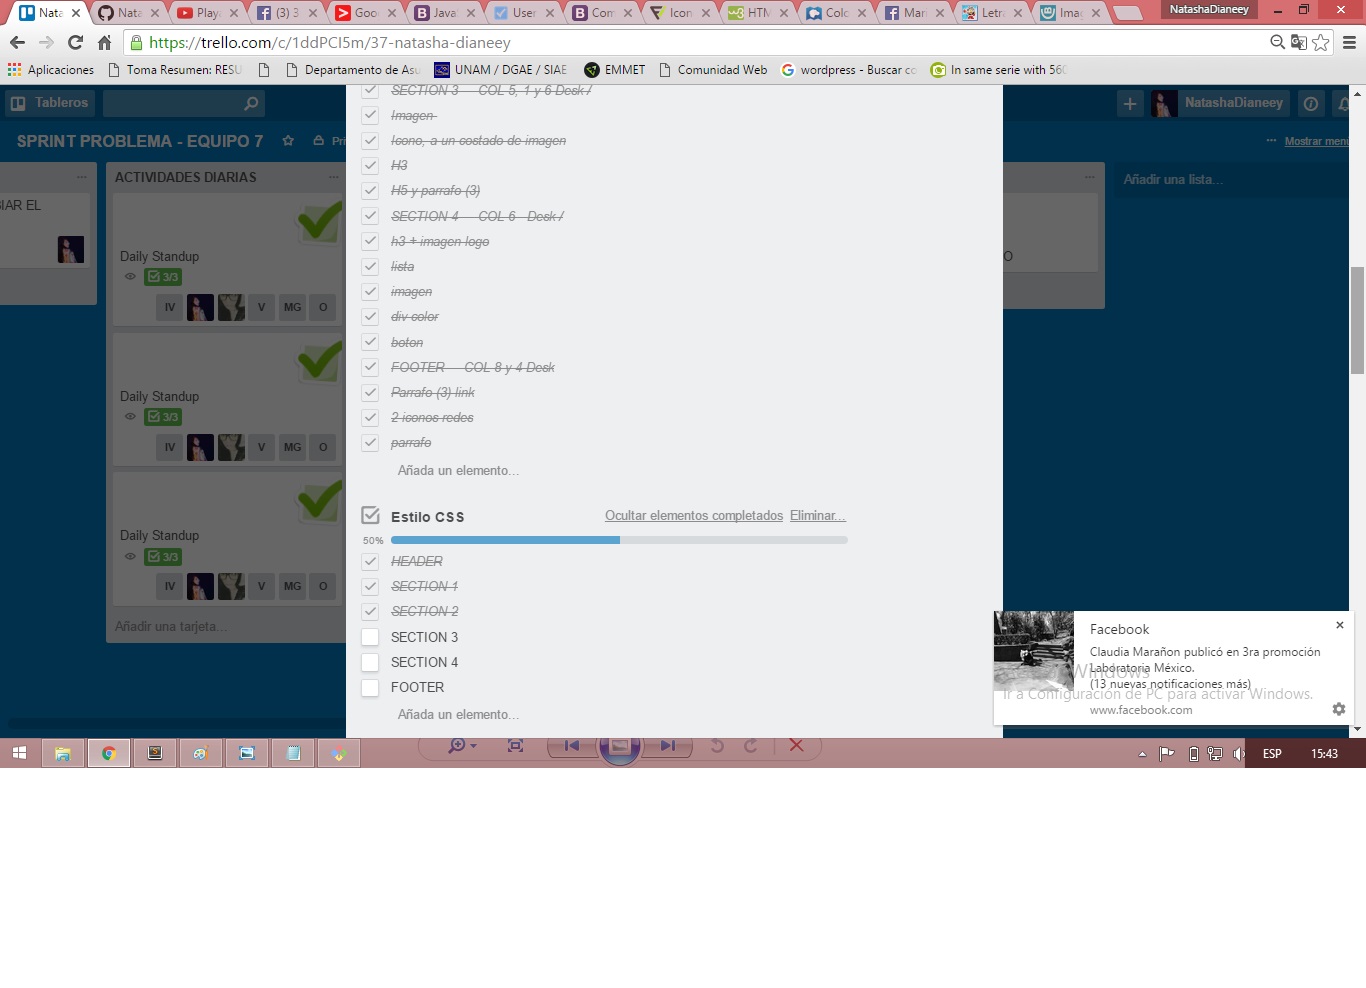 Nata
Nata
Play
(3) 3
Goo
Java
User
Com
Icon
HTM
Colo
Mari
Letra
Imag
NatashaDianeey
https://trello.com/c/1ddPCI5m/37-natasha-dianeey
Aplicaciones
Toma Resumen: RESU
Departamento de Asu
UNAM / DGAE / SIAE
EMMET
Comunidad Web
wordpress - Buscar co
In same serie with 560
Tableros
NatashaDianeey
SPRINT PROBLEMA - EQUIPO 7
Pri
Mostrar menú
ACTIVIDADES DIARIAS
IAR EL
Daily Standup
3/3
IV
V
MG
O
Daily Standup
3/3
IV
V
MG
O
Daily Standup
3/3
IV
V
MG
O
Añadir una tarjeta...
SECTION 3 COL 5, 1 y 6 Desk /
Imagen
Icono, a un costado de imagen
H3
H5 y parrafo (3)
SECTION 4 COL 6 Desk /
h3 + imagen logo
lista
imagen
div color
boton
FOOTER COL 8 y 4 Desk
Parrafo (3) link
2 iconos redes
parrafo
Añada un elemento...
Estilo CSS
Ocultar elementos completados
Eliminar...
50%
HEADER
SECTION 1
SECTION 2
SECTION 3
SECTION 4
FOOTER
Añada un elemento...
O
Añadir una lista...
Facebook
Claudia Marañon publicó en 3ra promoción
Laboratoria México.
(13 nuevas notificaciones más)
www.facebook.com
Windows
Ir a Configuración de PC para activar Windows.
ESP
15:43